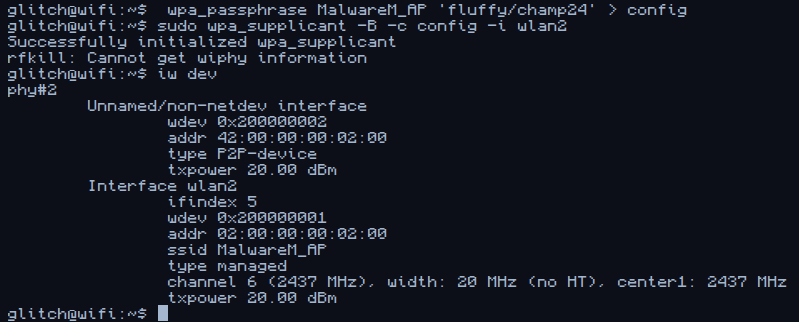 glitch@wifi:~$  wpa_passphrase MalwareM_AP 'fluffy/champ24' > config
glitch@wifi:~$ sudo wpa_supplicant -B -c config -i wlan2
Successfully initialized wpa_supplicant
rfkill: Cannot get wiphy information
glitch@wifi:~$ iw dev
phy#2
        Unnamed/non-netdev interface
                wdev 0x200000002
                addr 42:00:00:00:02:00
                type P2P-device
                txpower 20.00 dBm
        Interface wlan2
                ifindex 5
                wdev 0x200000001
                addr 02:00:00:00:02:00
                ssid MalwareM_AP
                type managed
                channel 6 (2437 MHz), width: 20 MHz (no HT), center1: 2437 MHz
                txpower 20.00 dBm
glitch@wifi:~$